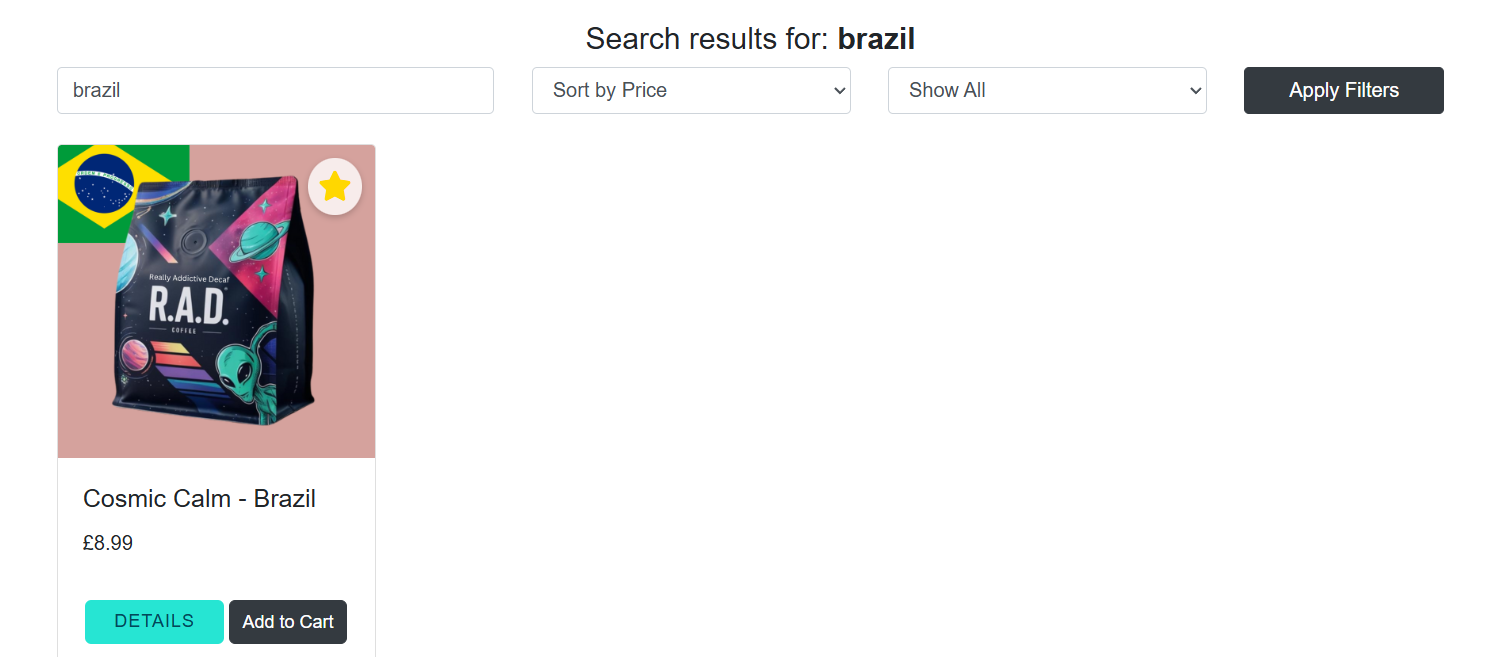 Search results for: brazil
brazil
Sort by Price
Show All
Apply Filters
Really Addictive Decaf
R.A.D.
COFFEE
Cosmic Calm - Brazil
£8.99
DETAILS
Add to Cart